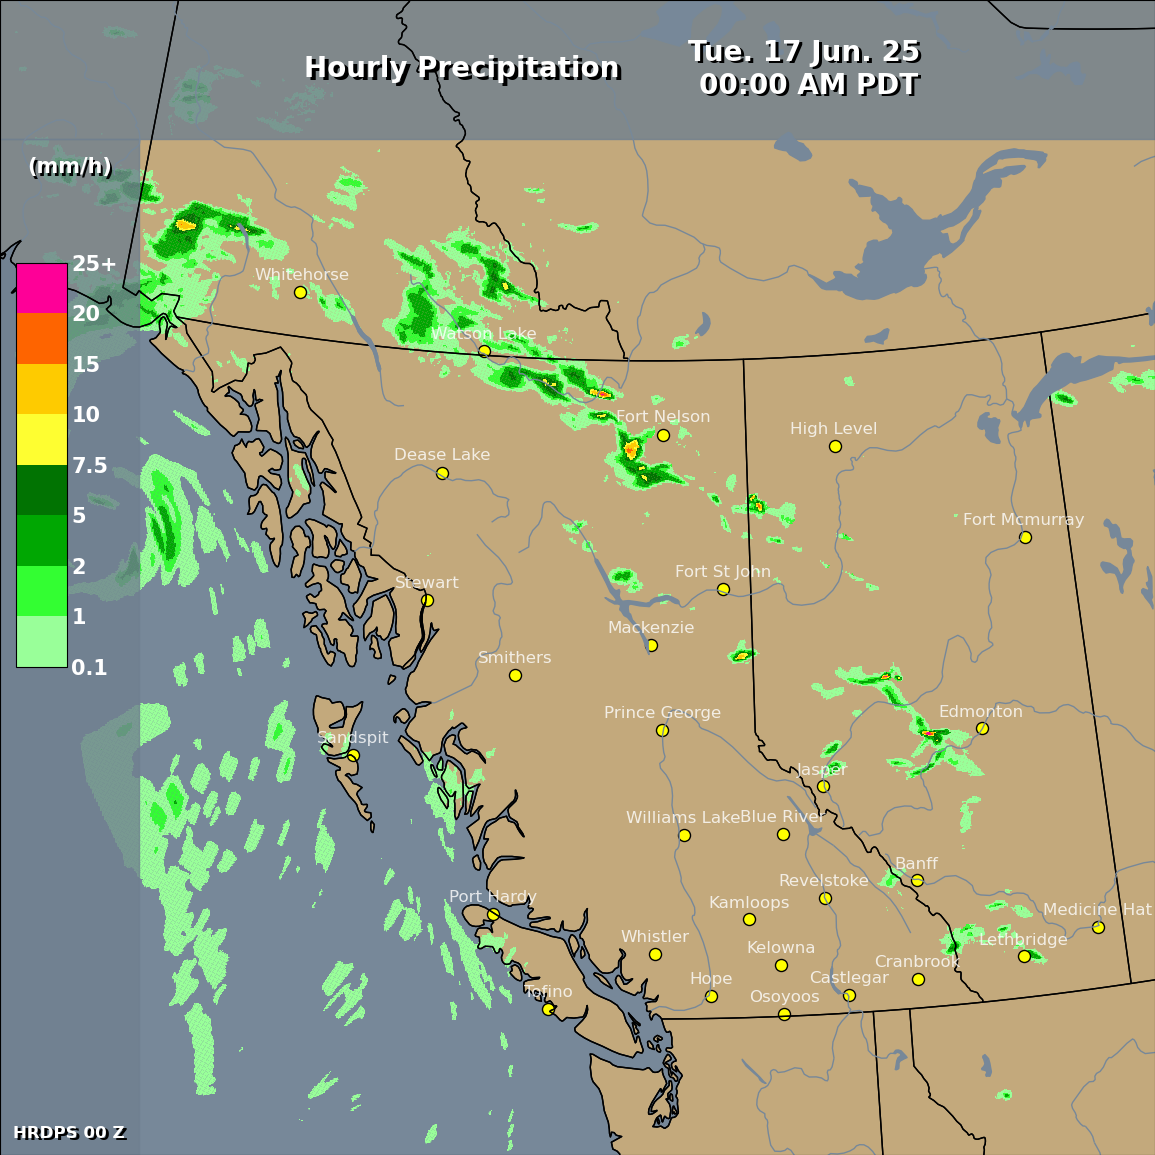 Hourly Precipitation
Tue. 17 Jun. 25
00:00 AM PDT
(mm/h)
25+
20
15
10
7.5
5
2
1
0.1
Whitehorse
Watson Lake
Fort Nelson
High Level
Dease Lake
Fort Mcmurray
Fort St John
Stewart
Mackenzie
Smithers
Prince George
Edmonton
Sandspit
Jasper
Williams Lake
Blue River
Banff
Revelstoke
Port Hardy
Kamloops
Medicine Hat
Whistler
Kelowna
Lethbridge
Cranbrook
Hope
Castlegar
Tofino
Osoyoos
HRDPS 00 Z